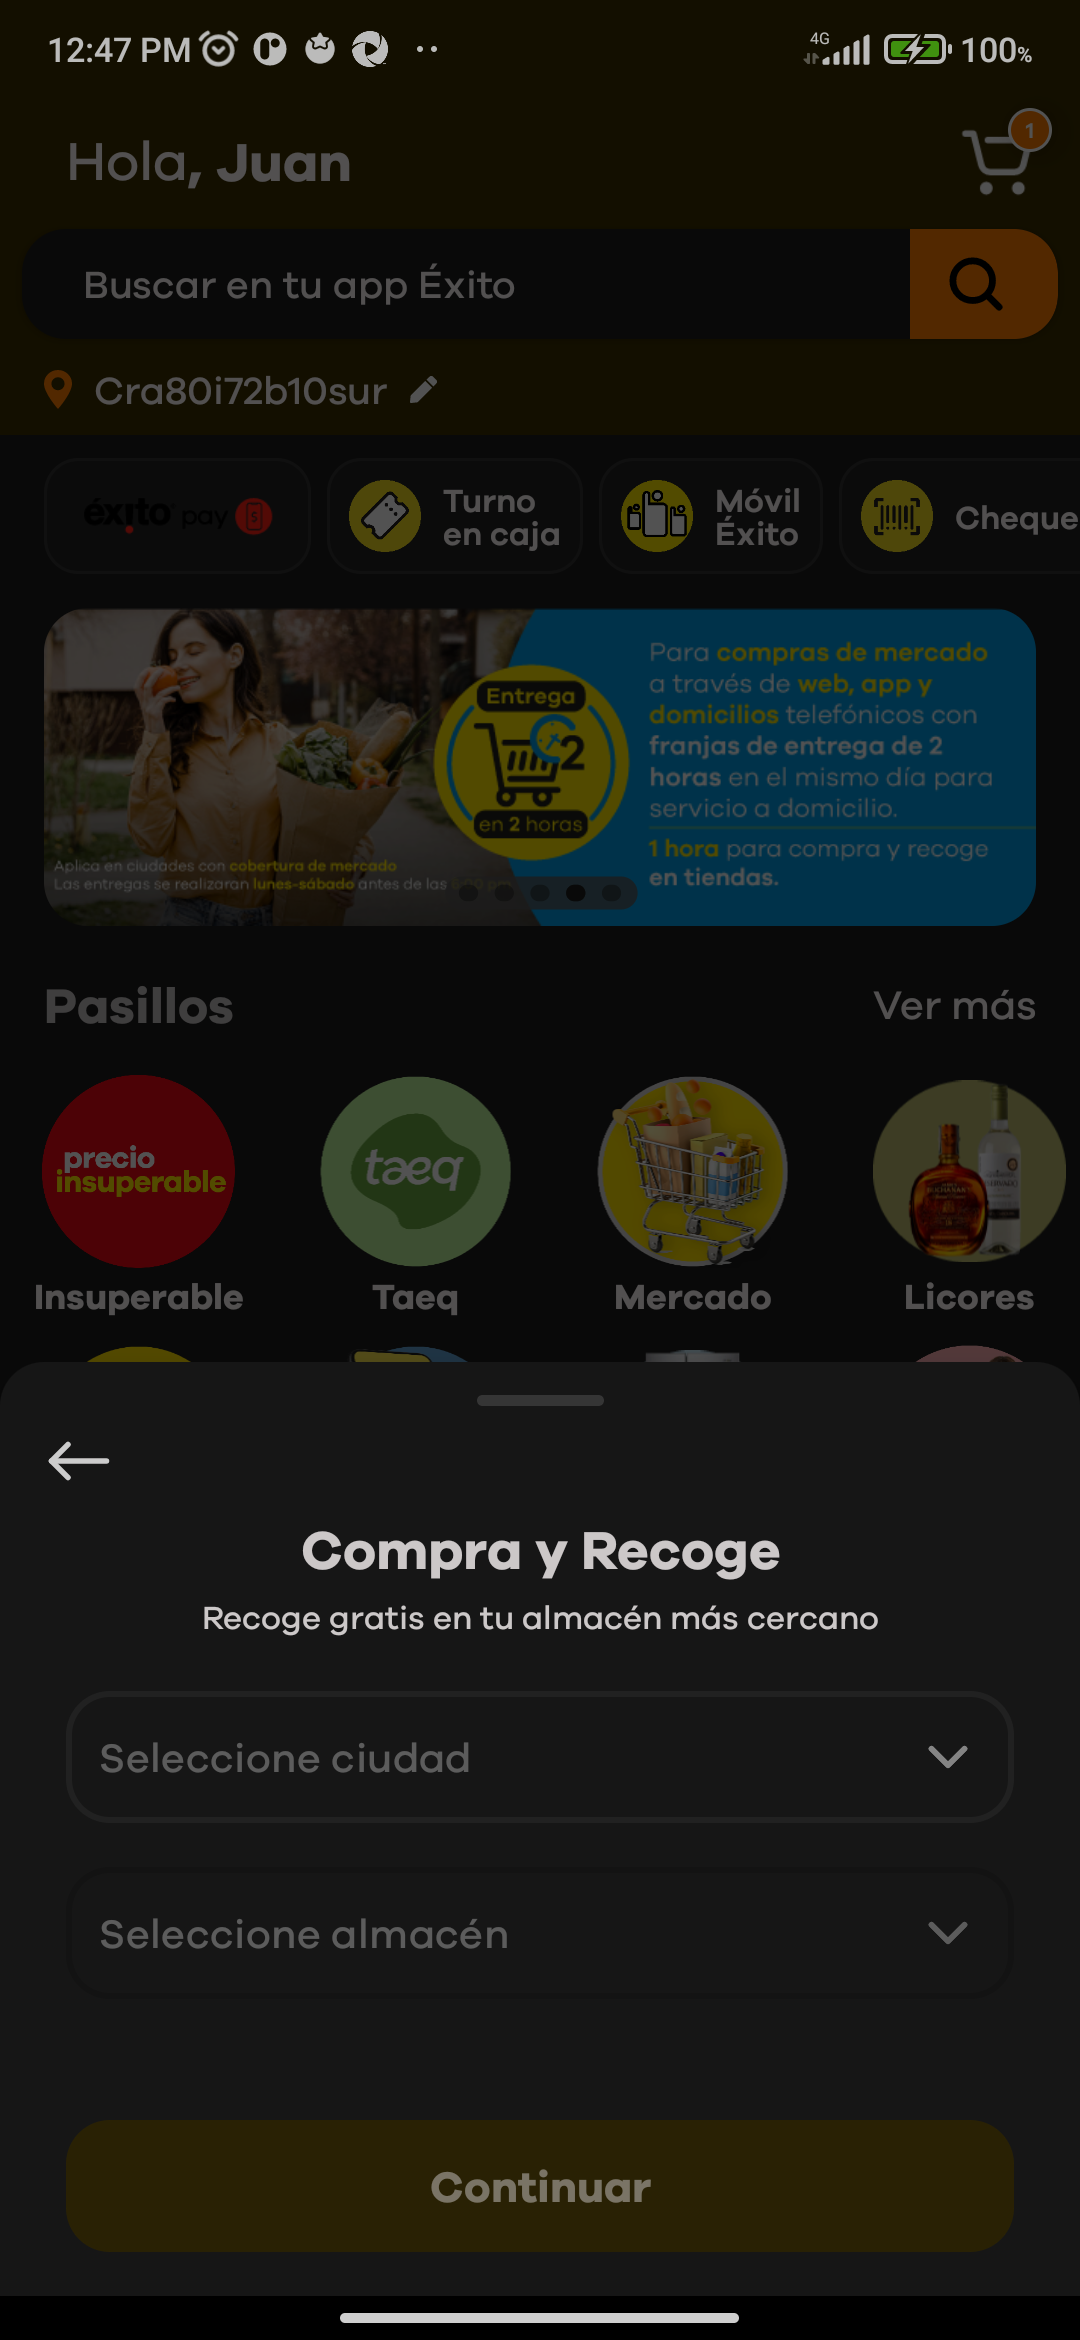 12:47 PM
4G
100%
Hola, Juan
1
Buscar en tu app Éxito
Cra80i72b10sur
éxito pay
Turno
en caja
Móvil
Éxito
Cheque
Entrega
2
en 2 horas
Para compras de mercado
a través de web, app y
domicilios telefónicos con
franjas de entrega de 2
horas en el mismo día para
servicio a domicilio.
1 hora para compra y recoge
en tiendas.
Aplica en ciudades con cobertura de mercado
Las entregas se realizaran lunes-sábado antes de las
Pasillos
Ver más
precio
insuperable
taeq
Insuperable
Taeq
Mercado
Licores
Compra y Recoge
Recoge gratis en tu almacén más cercano
Seleccione ciudad
Seleccione almacén
Continuar